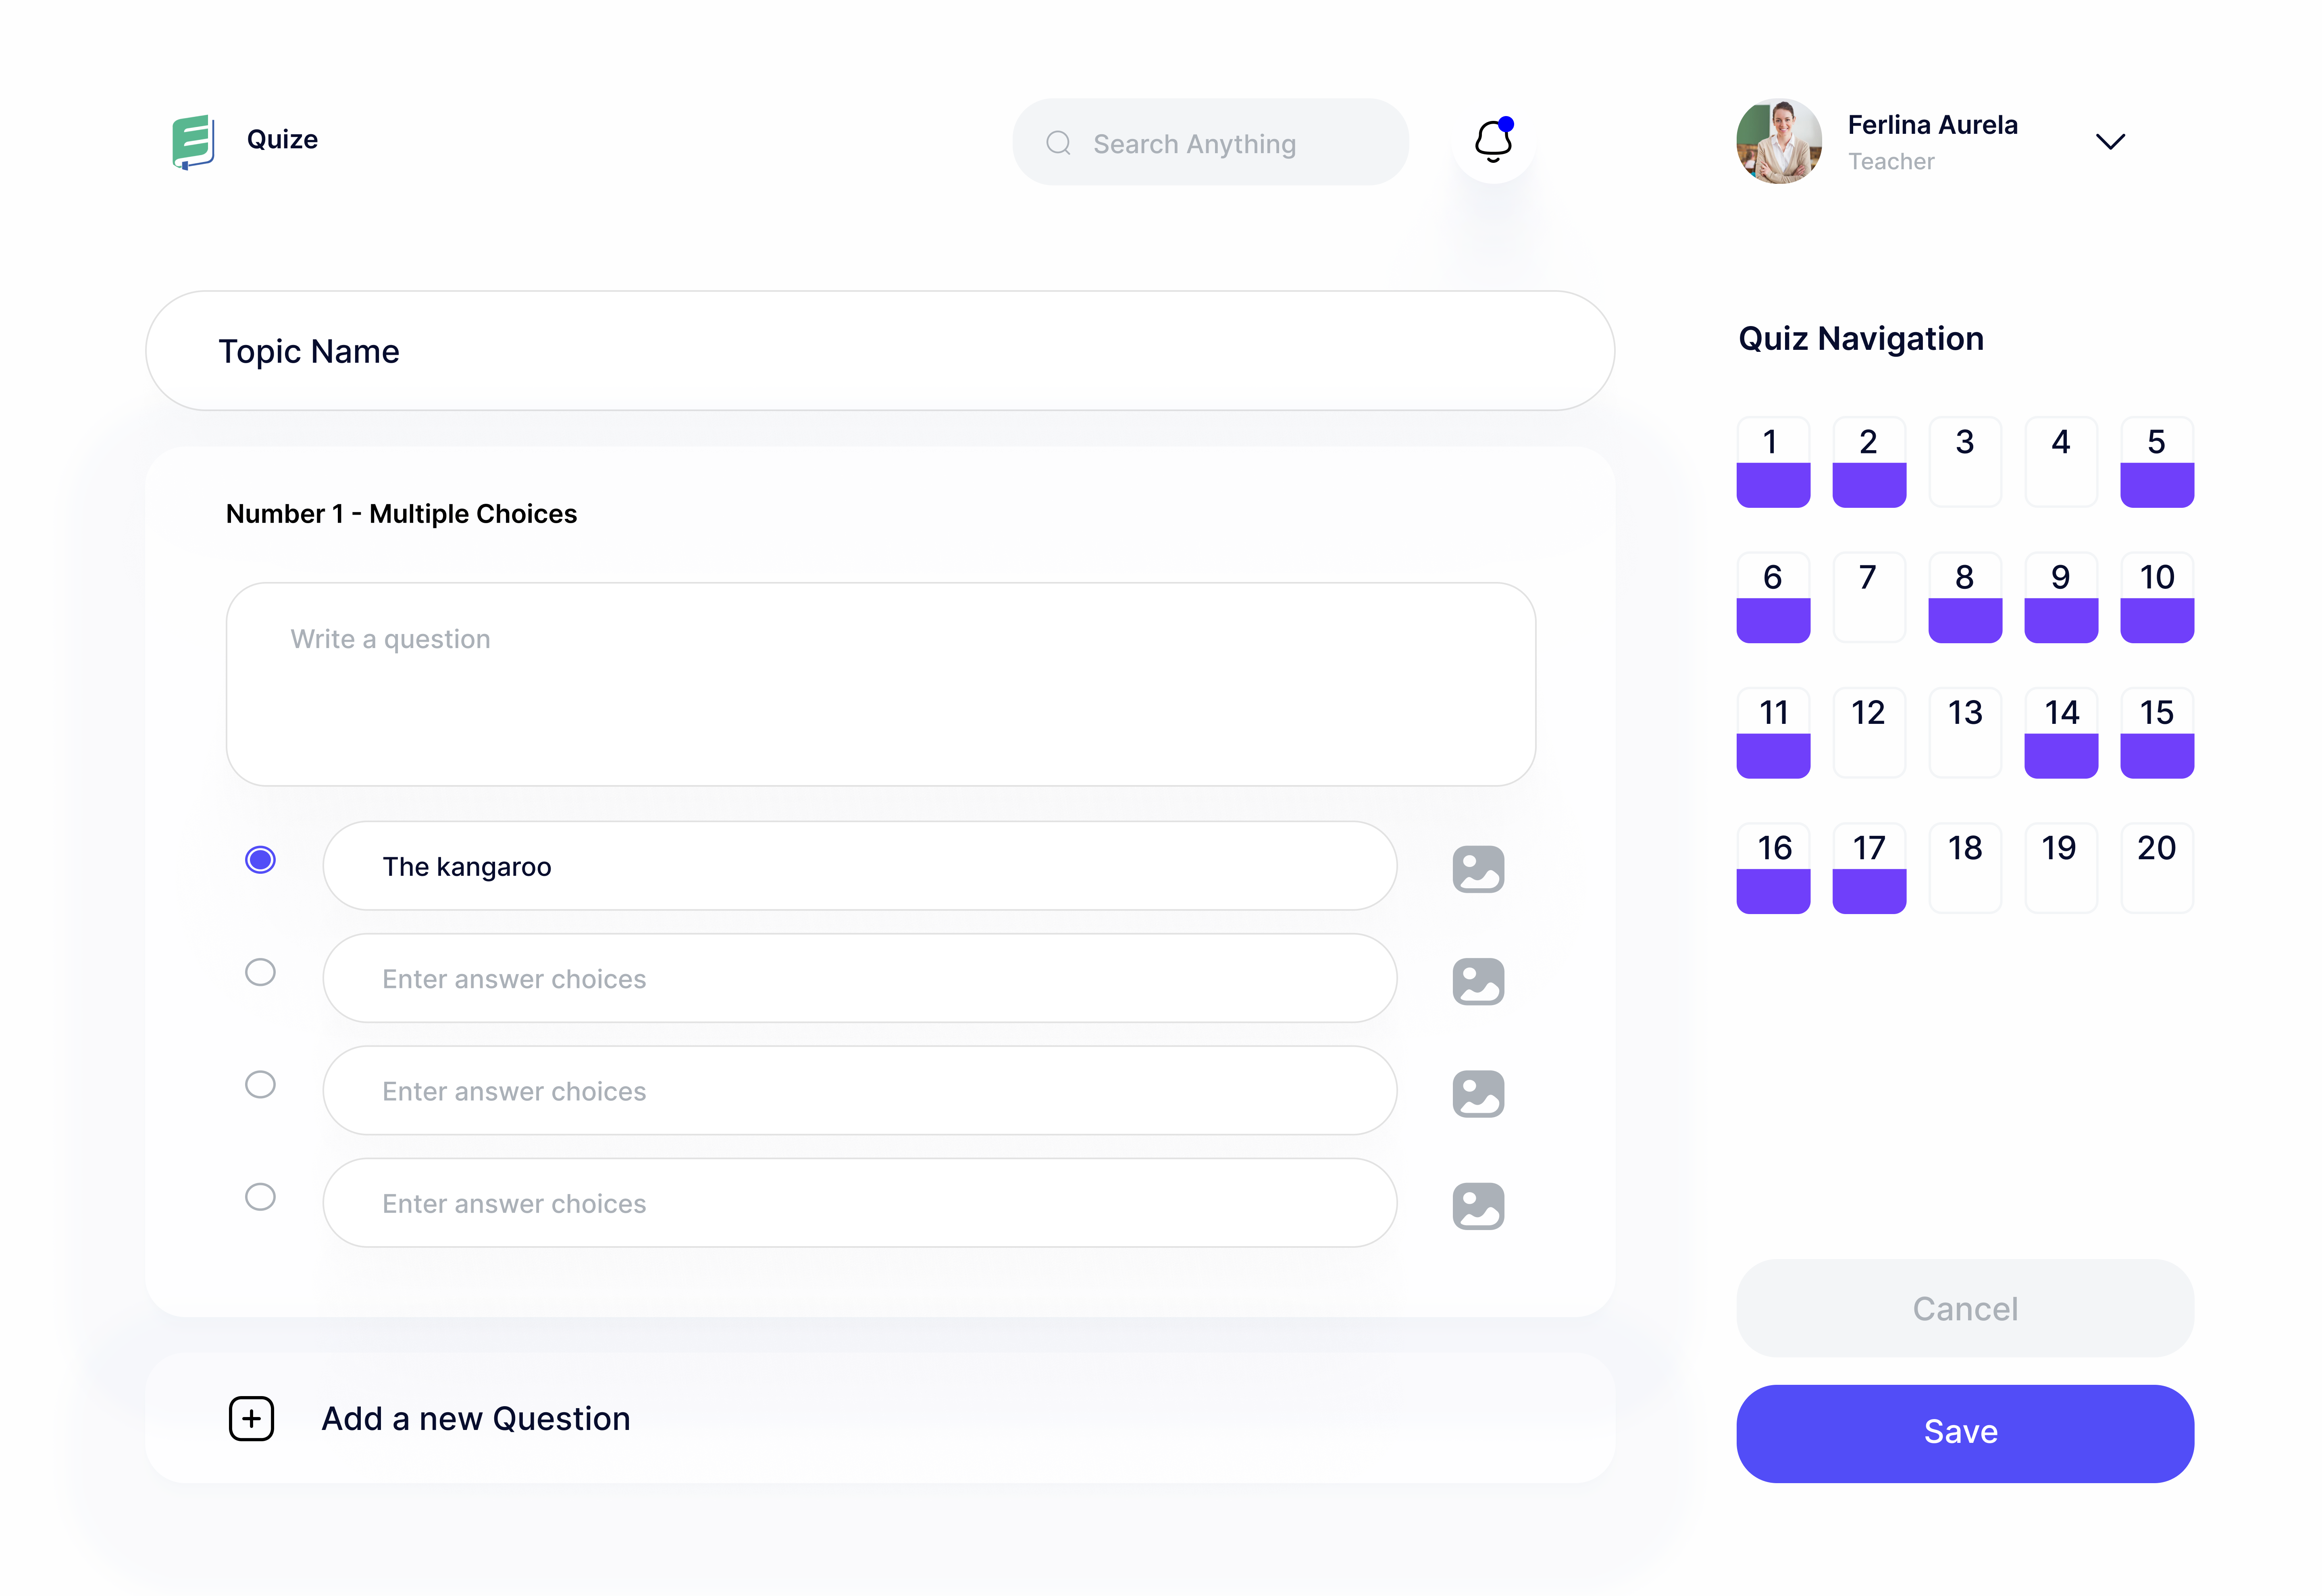 Quize
Search Anything
Ferlina Aurela
Teacher
Topic Name
Number 1 - Multiple Choices
Write a question
The kangaroo
Enter answer choices
Enter answer choices
Enter answer choices
Add a new Question
Quiz Navigation
1 2 3 4 5
6 7 8 9 10
11 12 13 14 15
16 17 18 19 20
Cancel
Save